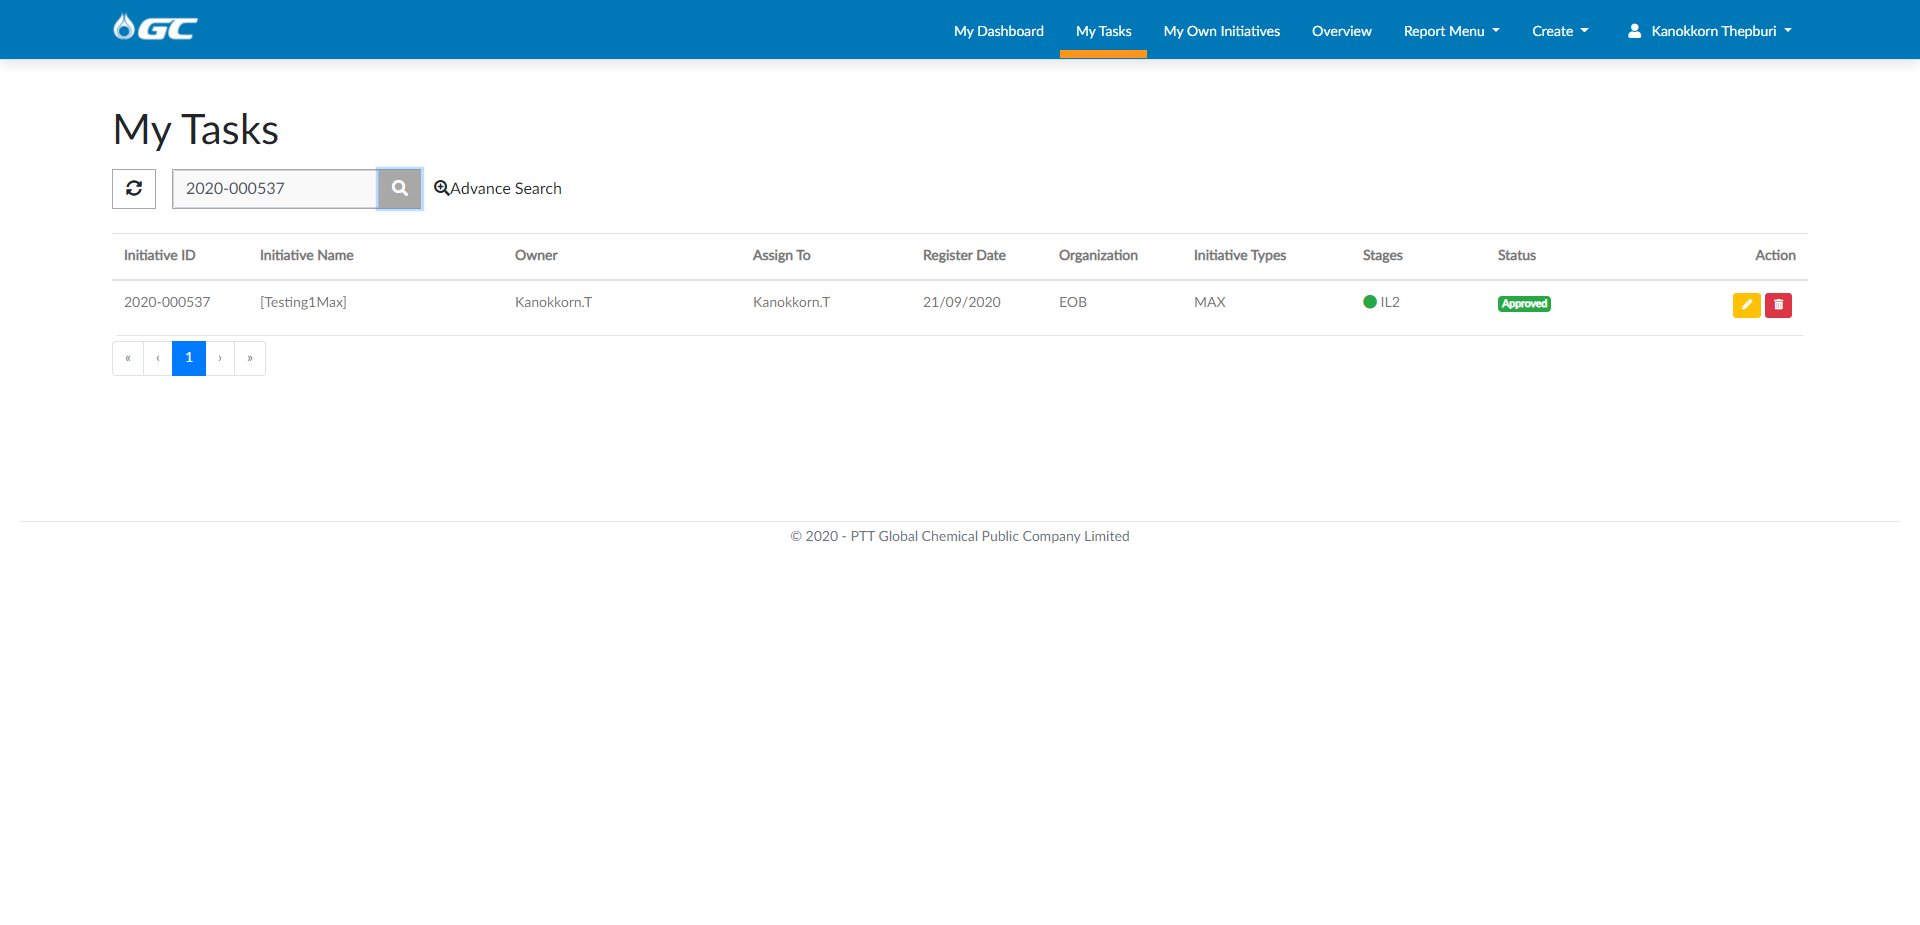 GC
My Dashboard My Tasks My Own Initiatives Overview Report Menu Create Kanokkorn Thepburi
My Tasks
2020-000537 Advance Search
Initiative ID Initiative Name Owner Assign To Register Date Organization Initiative Types Stages Status Action
2020-000537 [Testing1Max] Kanokkorn.T Kanokkorn.T 21/09/2020 EOB MAX IL2 Approved
« ‹ 1 › »
© 2020 - PTT Global Chemical Public Company Limited